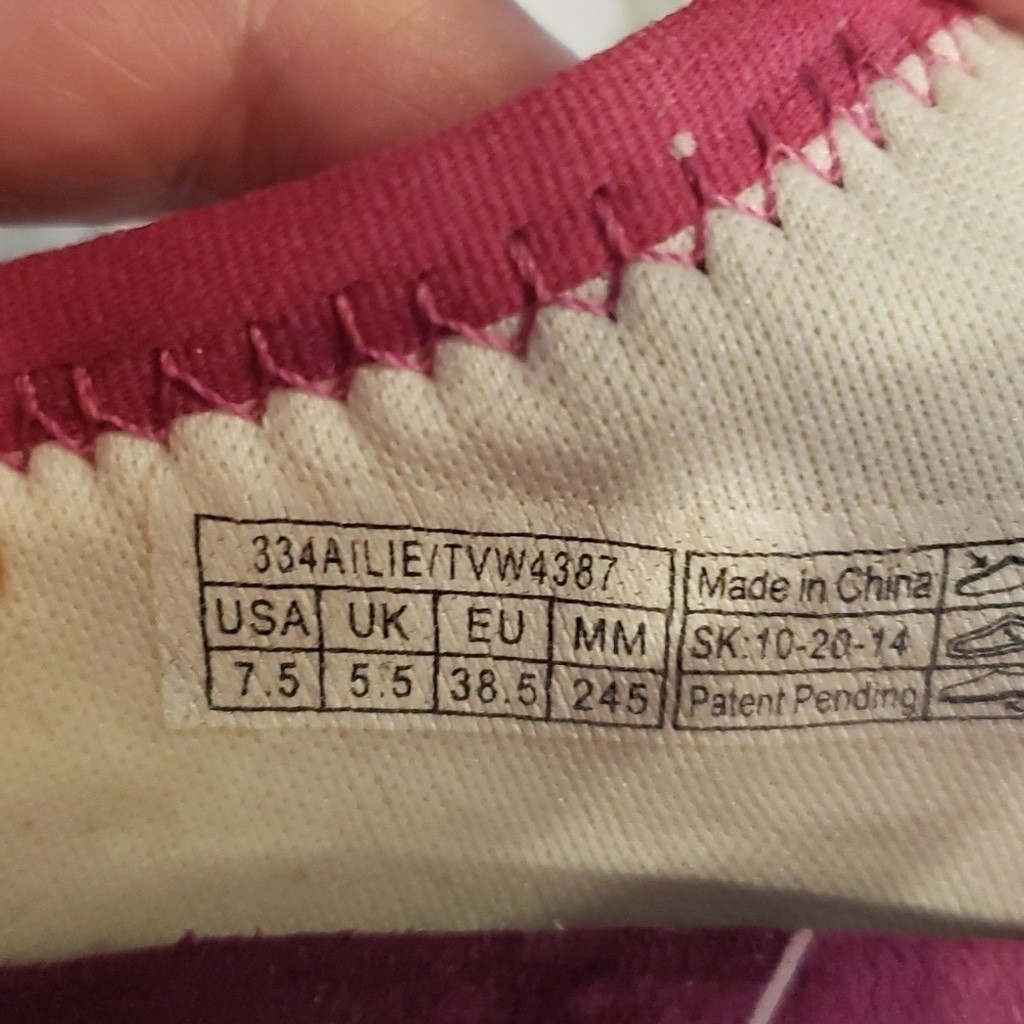 334AILIE/TVW4387
USA UK EU MM
7.5 5.5 38.5 245
Made in China
SK:10-20-14
Patent Pending